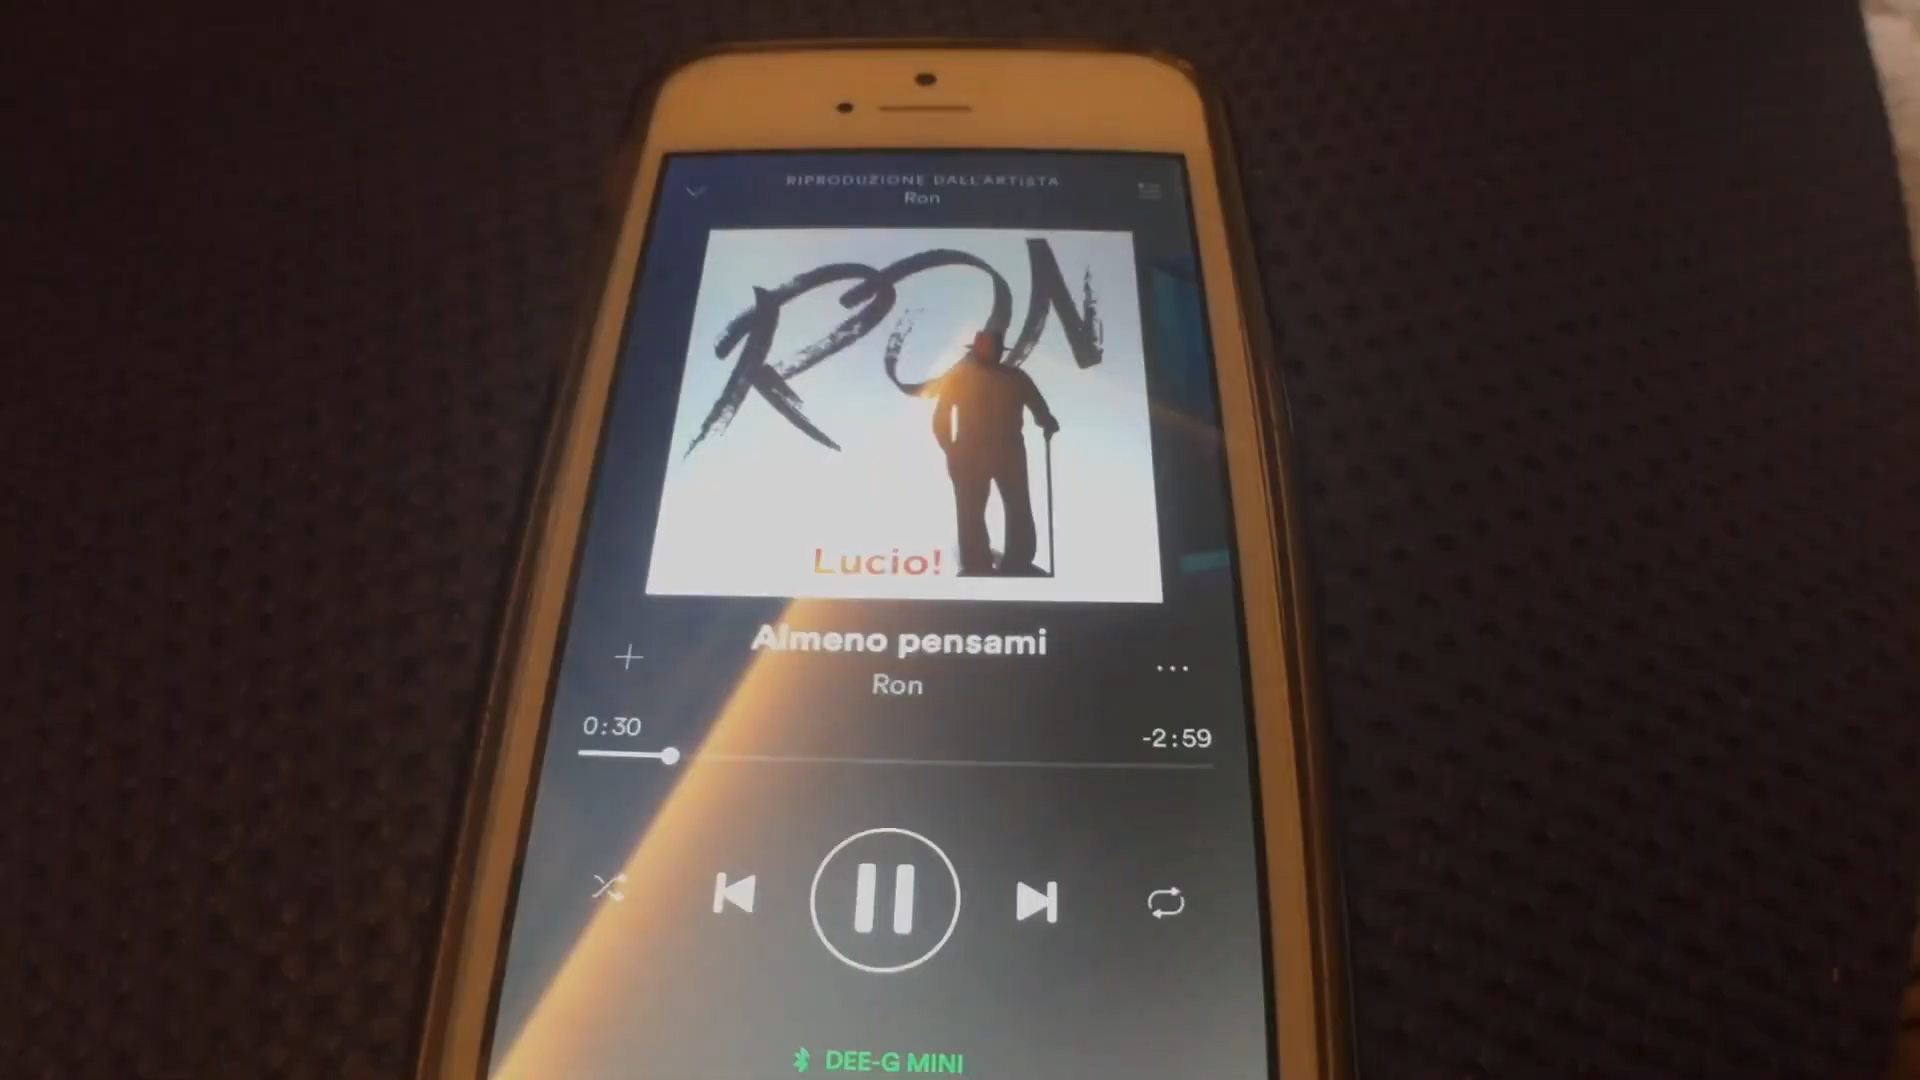 RIPRODUZIONE DALL'ARTISTA
Ron
RON
Lucio!
Almeno pensami
Ron
0:30
-2:59
DEE-G MINI